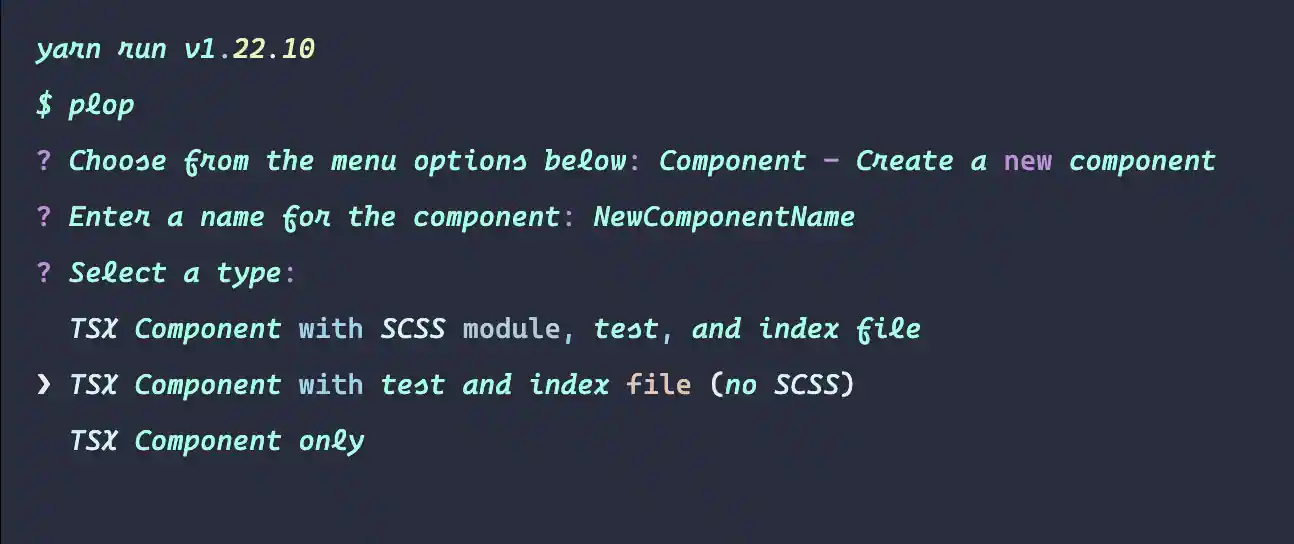 yarn run v1.22.10
$ plop
? Choose from the menu options below: Component – Create a new component
? Enter a name for the component: NewComponentName
? Select a type:
TSX Component with SCSS module, test, and index file
❯ TSX Component with test and index file (no SCSS)
TSX Component only